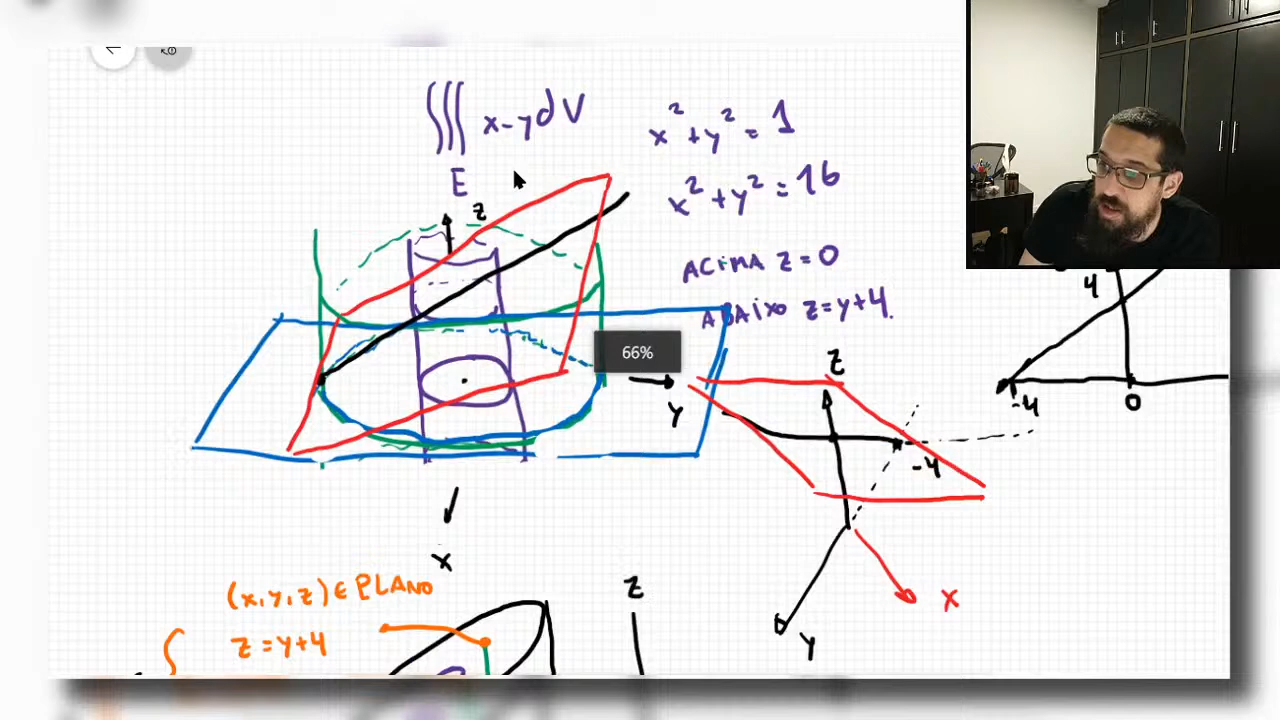 ∭ x-y dV
E
x² + y² = 1
x² + y² = 16
ACIMA z = 0
ABAIXO z = y+4.
z
y
x
66%
4
-4
0
z
-4
x
y
(x, y, z) ∈ PLANO
z = y+4
z